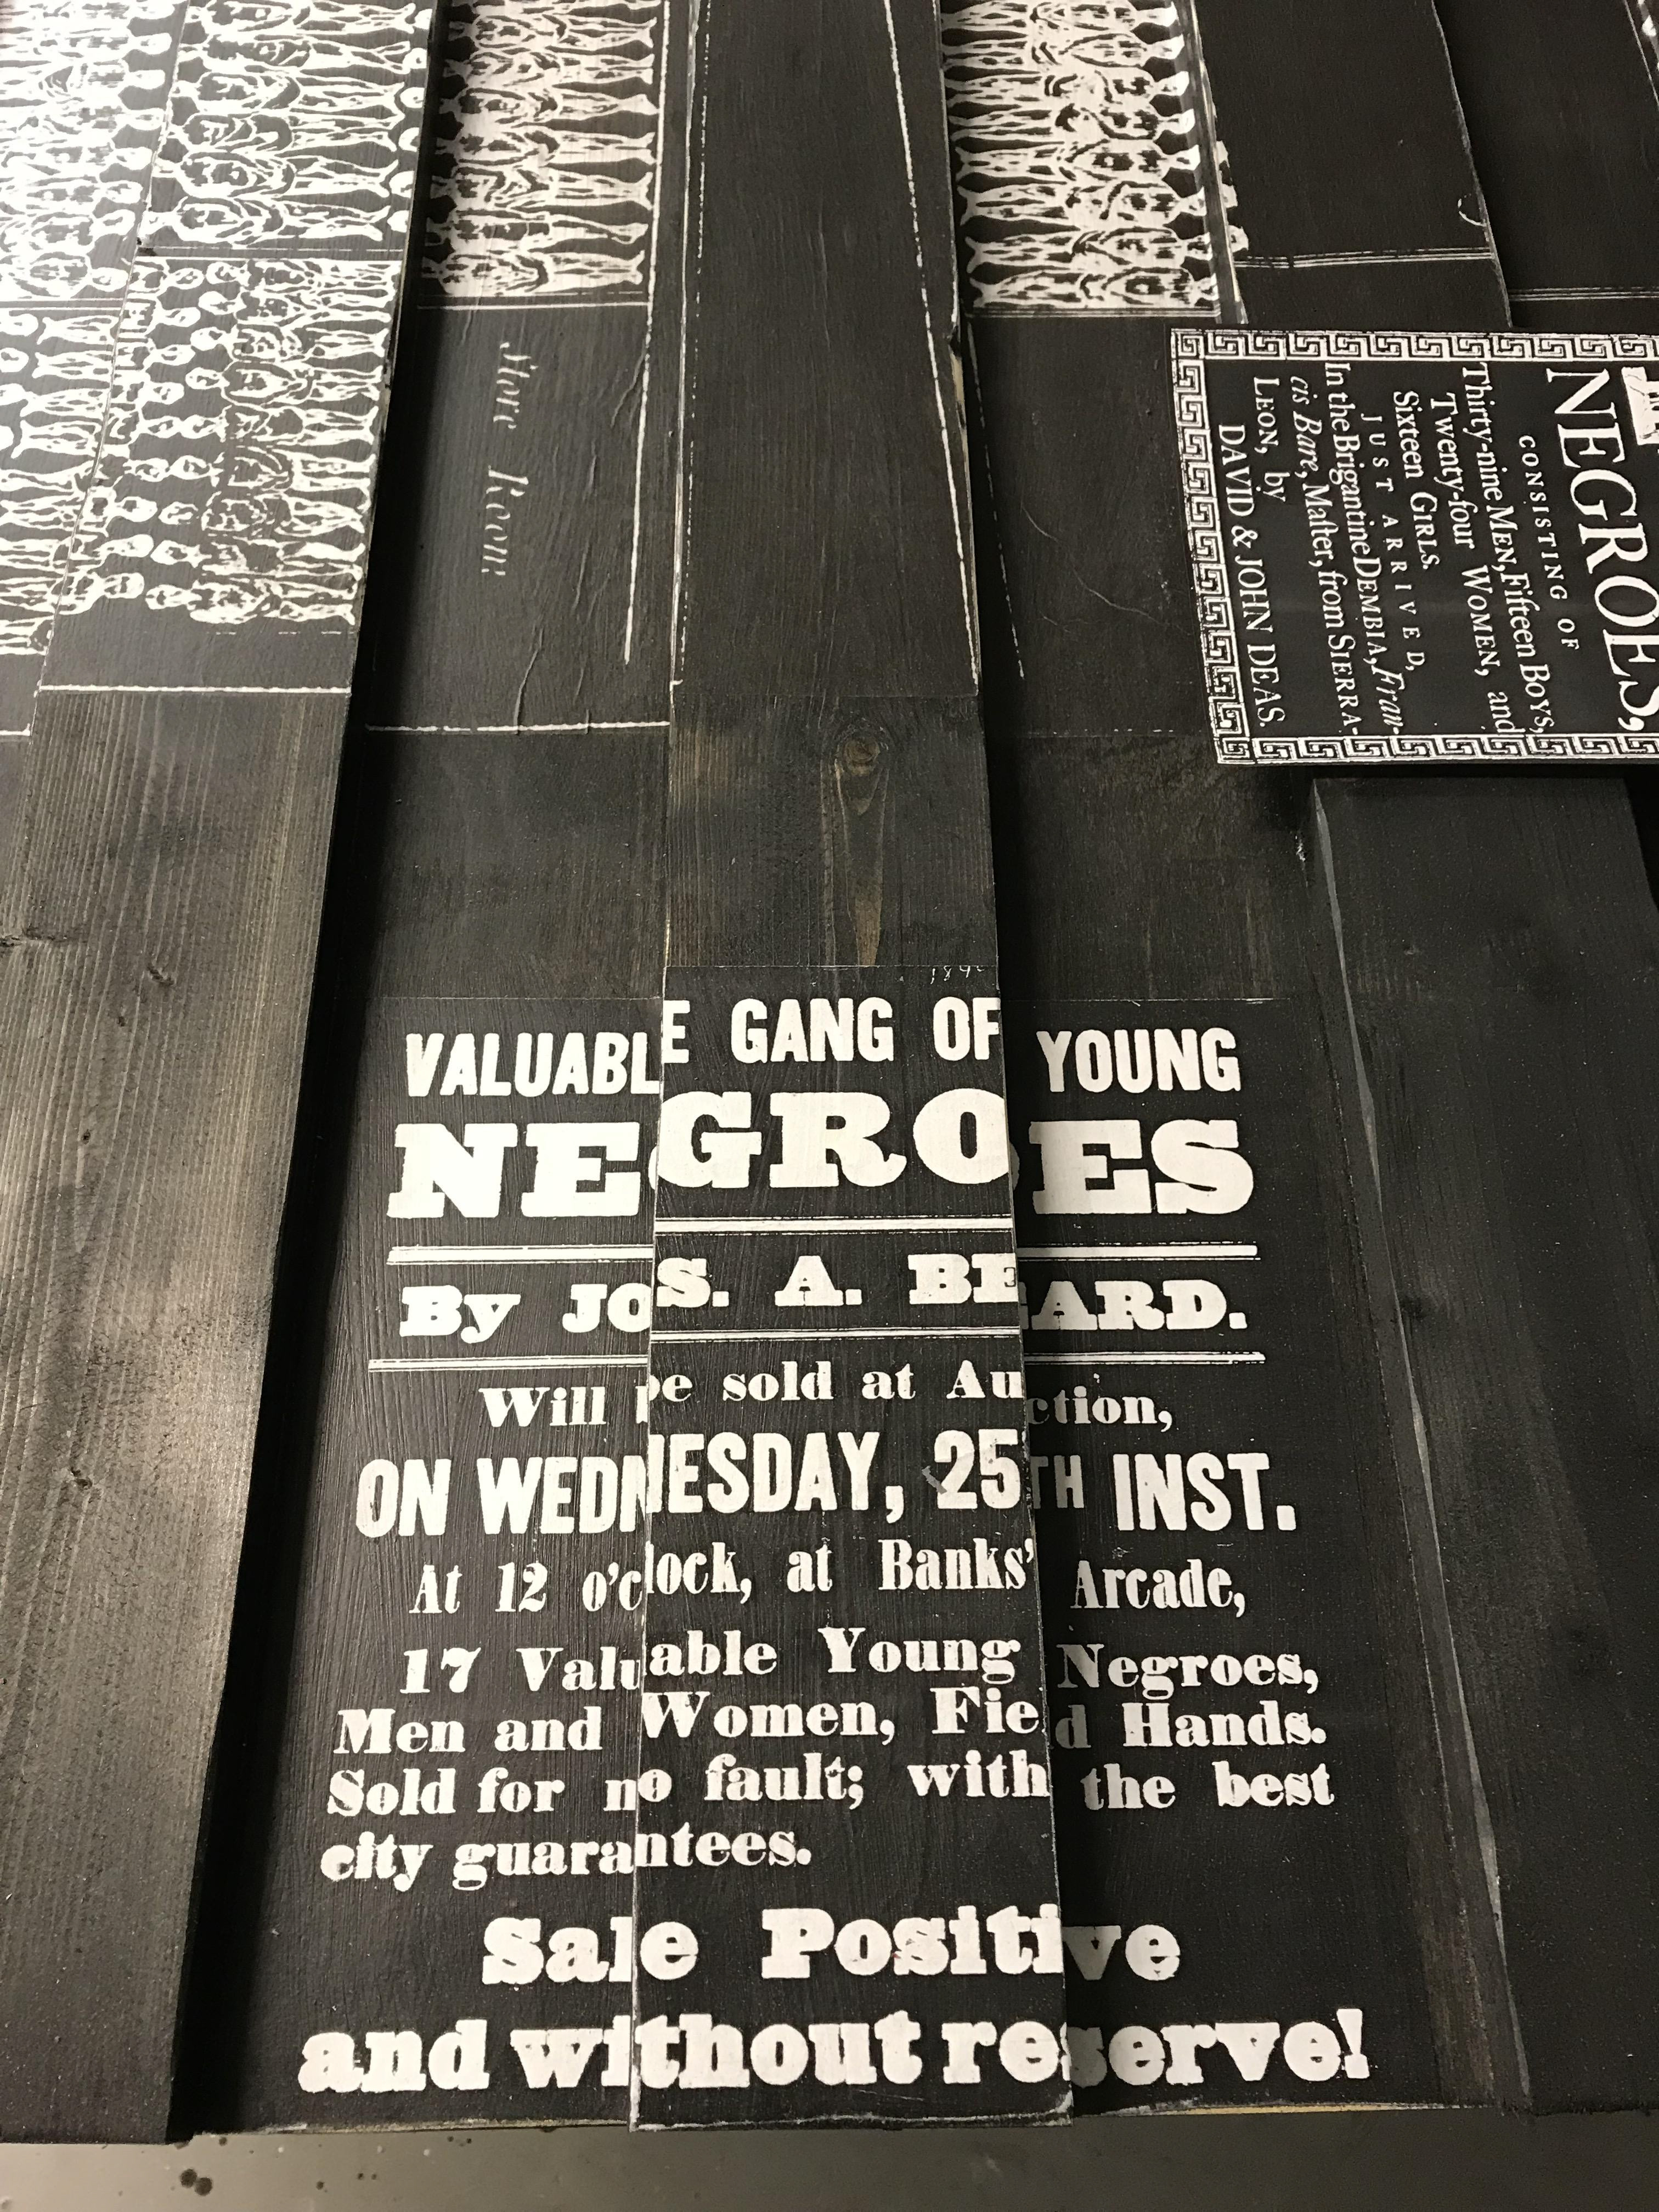 Store Room
NEGROES,
CONSISTING OF
Thirty-nine MEN, Fifteen BOYS,
Twenty-four WOMEN, and
Sixteen GIRLS.
JUST ARRIVED,
In the Brigantine DEMBIA, Fran-
cis Bare, Master, from SIERRA-
LEON, by
DAVID & JOHN DEAS.
VALUABLE GANG OF YOUNG
NEGROES
By JOS. A. BEARD.
Will be sold at Auction,
ON WEDNESDAY, 25TH INST.
At 12 o'clock, at Banks' Arcade,
17 Valuable Young Negroes,
Men and Women, Field Hands.
Sold for no fault; with the best
city guarantees.
Sale Positive
and without reserve!